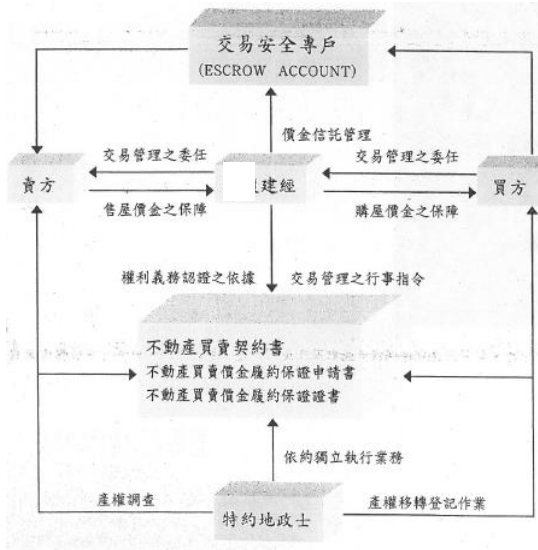 交易安全專戶
(ESCROW ACCOUNT)
價金信託管理
交易管理之委任
交易管理之委任
賣方
建經
買方
售屋價金之保障
購屋價金之保障
權利義務認證之依據
交易管理之行事指令
不動產買賣契約書
不動產買賣價金履約保證申請書
不動產買賣價金履約保證證書
依約獨立執行業務
產權調查
產權移轉登記作業
特約地政士